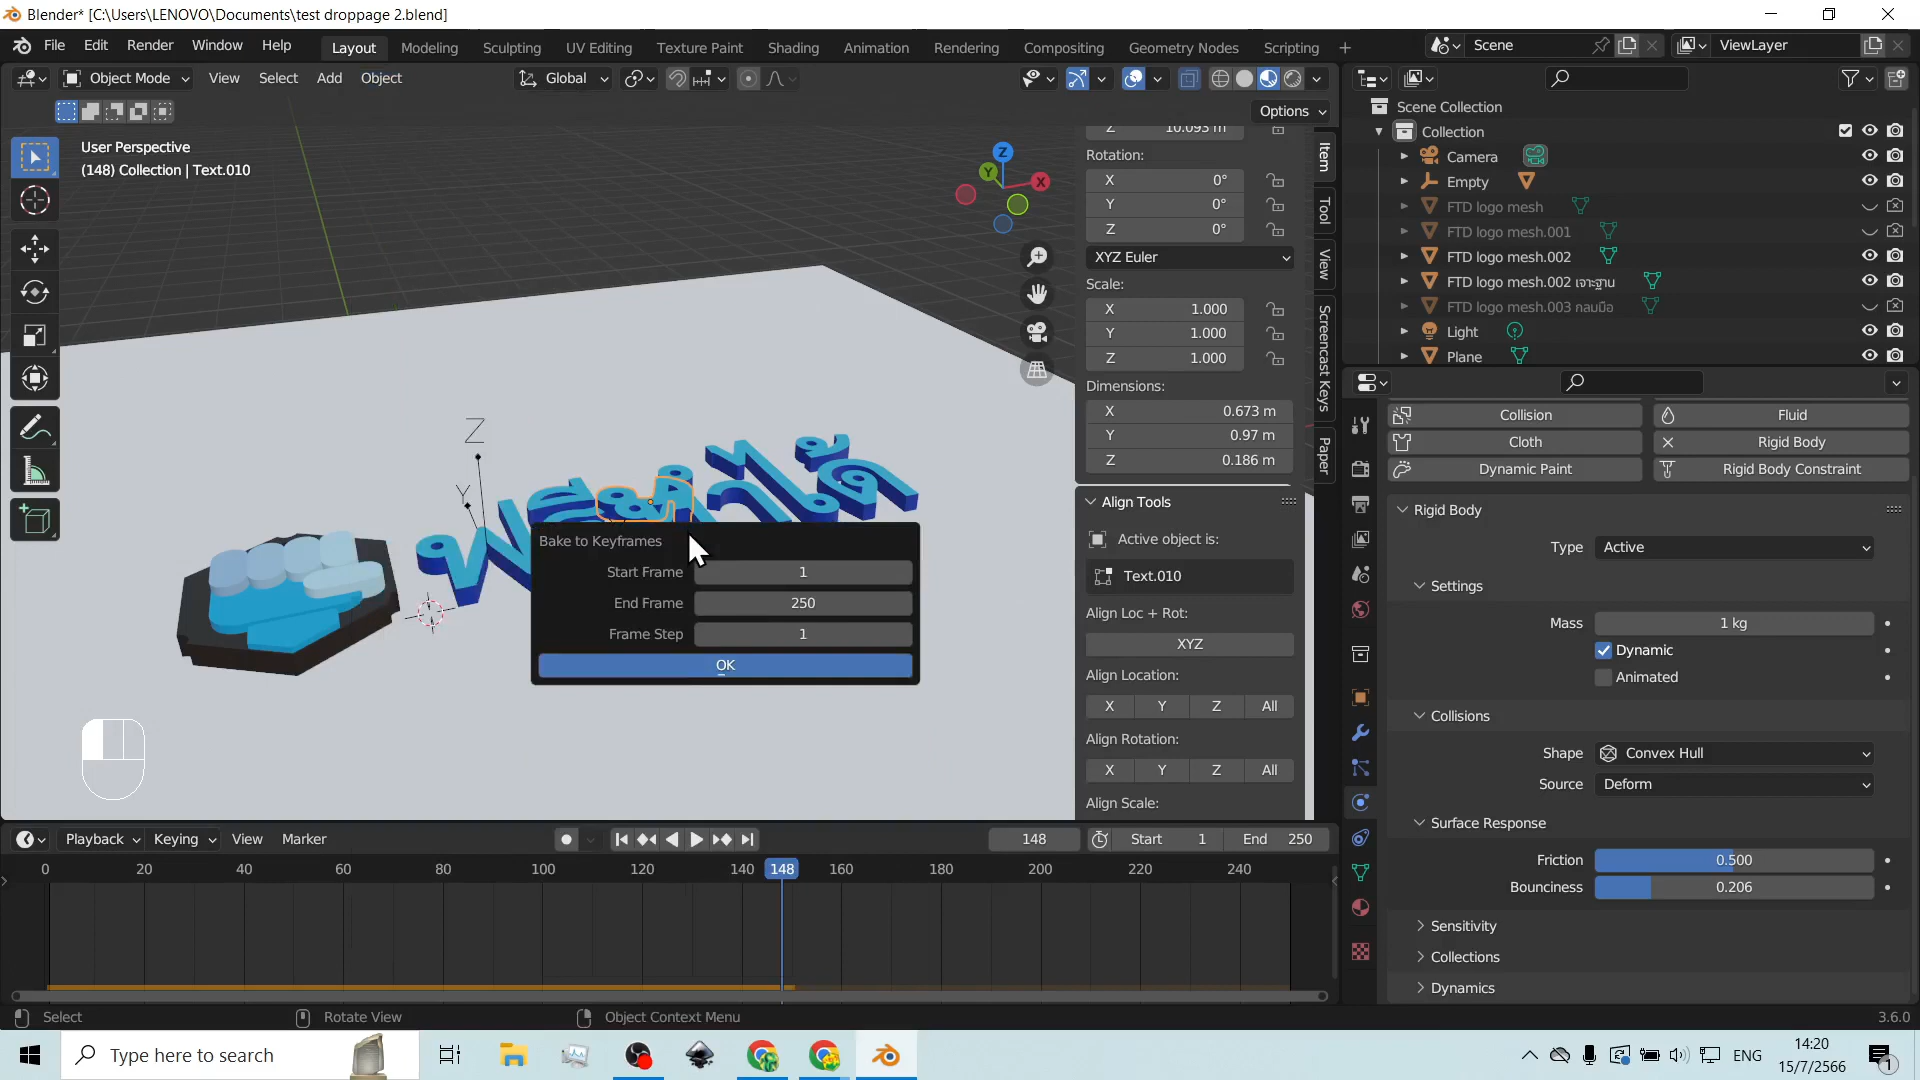 Blender* [C:\Users\LENOVO\Documents\test droppage 2.blend]
File Edit Render Window Help
Layout Modeling Sculpting UV Editing Texture Paint Shading Animation Rendering Compositing Geometry Nodes Scripting +
Scene
ViewLayer
Object Mode View Select Add Object
Global
Options
User Perspective
(148) Collection | Text.010
Z
Y
X
Z
Y
Z 10.093 m
Rotation:
X 0°
Y 0°
Z 0°
XYZ Euler
Scale:
X 1.000
Y 1.000
Z 1.000
Dimensions:
X 0.673 m
Y 0.97 m
Z 0.186 m
Align Tools
Active object is:
Text.010
Align Loc + Rot:
XYZ
Align Location:
X Y Z All
Align Rotation:
X Y Z All
Align Scale:
Item
Tool
View
Screencast Keys
Paper
Bake to Keyframes
Start Frame 1
End Frame 250
Frame Step 1
OK
Scene Collection
Collection
Camera
Empty
FTD logo mesh
FTD logo mesh.001
FTD logo mesh.002
FTD logo mesh.002 เจาะฐาน
FTD logo mesh.003 กลมมือ
Light
Plane
Collision Fluid
Cloth Rigid Body
Dynamic Paint Rigid Body Constraint
Rigid Body
Type Active
Settings
Mass 1 kg
Dynamic
Animated
Collisions
Shape Convex Hull
Source Deform
Surface Response
Friction 0.500
Bounciness 0.206
Sensitivity
Collections
Dynamics
Playback Keying View Marker
148 Start 1 End 250
0 20 40 60 80 100 120 140 148 160 180 200 220 240
Select Rotate View Object Context Menu
3.6.0
Type here to search
ENG
14:20
15/7/2566
1